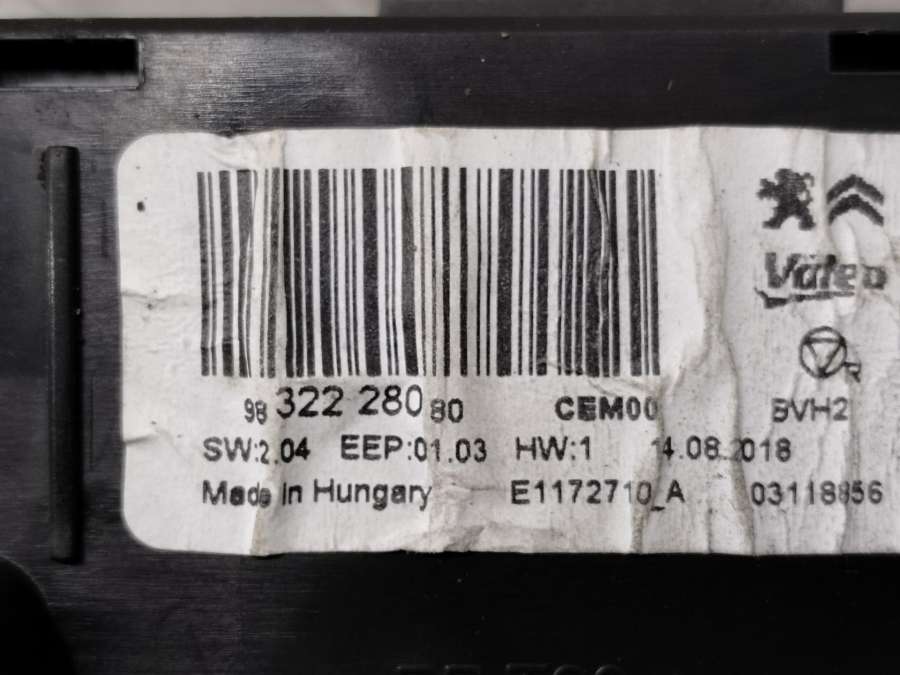 Valeo
98 322 280 80 CEM00 BVH2
SW:2.04 EEP:01.03 HW:1 14.08.2018
Made in Hungary E1172710_A 03118856